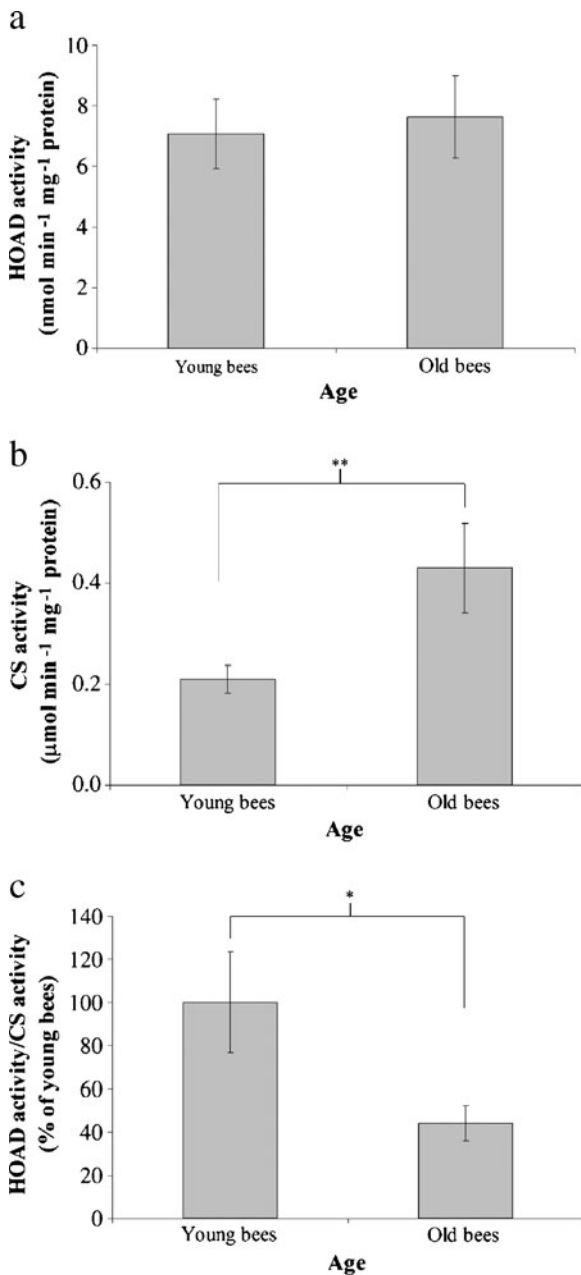 a
HOAD activity
(nmol min⁻¹ mg⁻¹ protein)
10
8
6
4
2
0
Young bees Old bees
Age
b
**
CS activity
(μmol min⁻¹ mg⁻¹ protein)
0.6
0.4
0.2
0.0
Young bees Old bees
Age
c
*
HOAD activity/CS activity
(% of young bees)
140
120
100
80
60
40
20
0
Young bees Old bees
Age